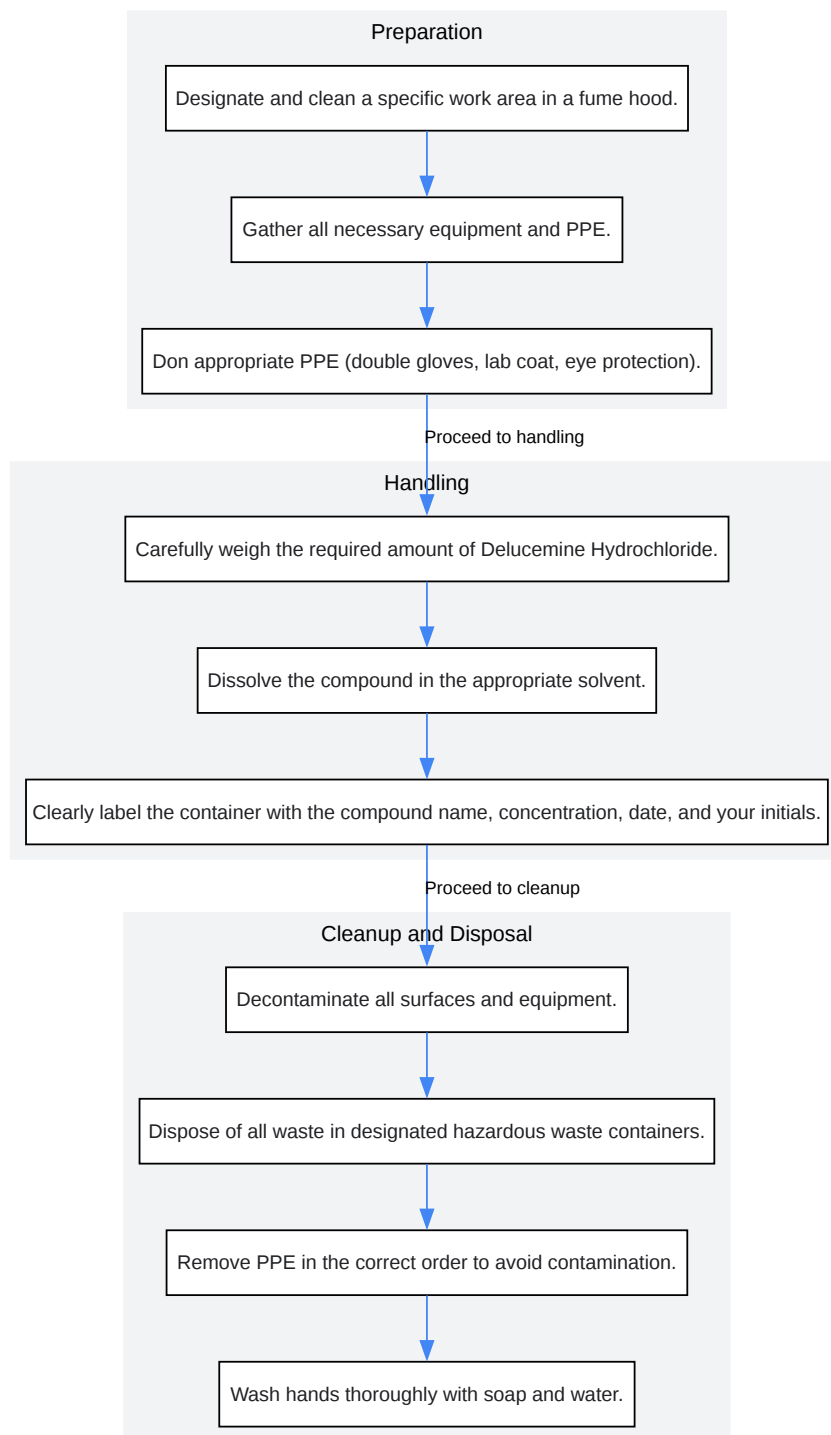 Preparation
Designate and clean a specific work area in a fume hood.
Gather all necessary equipment and PPE.
Don appropriate PPE (double gloves, lab coat, eye protection).
Proceed to handling
Handling
Carefully weigh the required amount of Delucemine Hydrochloride.
Dissolve the compound in the appropriate solvent.
Clearly label the container with the compound name, concentration, date, and your initials.
Proceed to cleanup
Cleanup and Disposal
Decontaminate all surfaces and equipment.
Dispose of all waste in designated hazardous waste containers.
Remove PPE in the correct order to avoid contamination.
Wash hands thoroughly with soap and water.